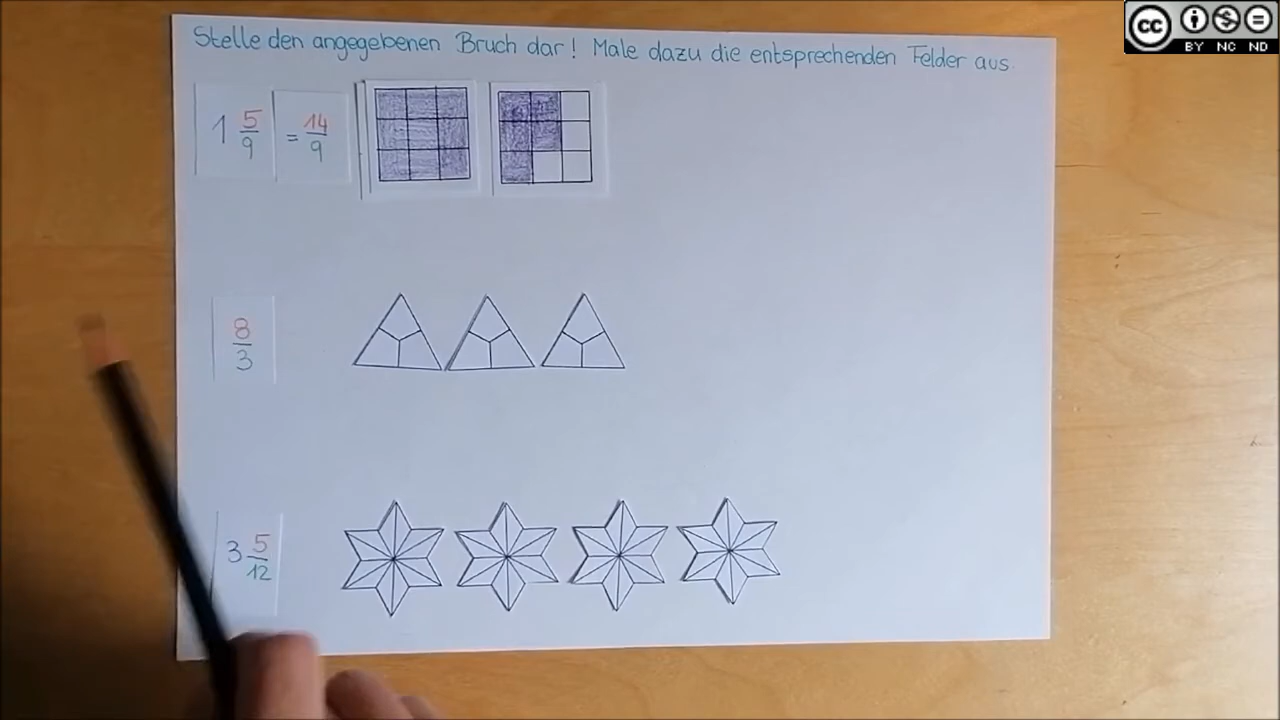 Stelle den angegebenen Bruch dar! Male dazu die entsprechenden Felder aus.
1 5/9 = 14/9
8/3
3 5/12
cc BY NC ND